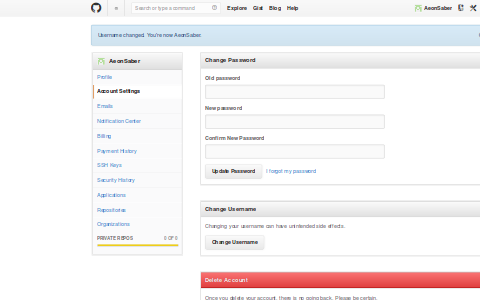 Search or type a command
Explore Gist Blog Help
AeonSaber
Username changed. You're now AeonSaber.
AeonSaber
Profile
Account Settings
Emails
Notification Center
Billing
Payment History
SSH Keys
Security History
Applications
Repositories
Organizations
PRIVATE REPOS 0 OF 0
Change Password
Old password
New password
Confirm New Password
Update Password I forgot my password
Change Username
Changing your username can have unintended side effects.
Change Username
Delete Account
Once you delete your account, there is no going back. Please be certain.